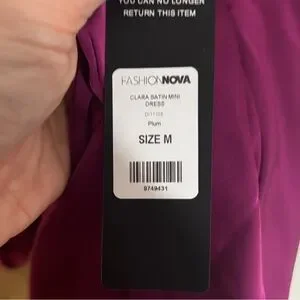 YOU CAN NO LONGER
RETURN THIS ITEM
FASHIONNOVA
CLARA SATIN MINI
DRESS
Plum
SIZE M
9749431